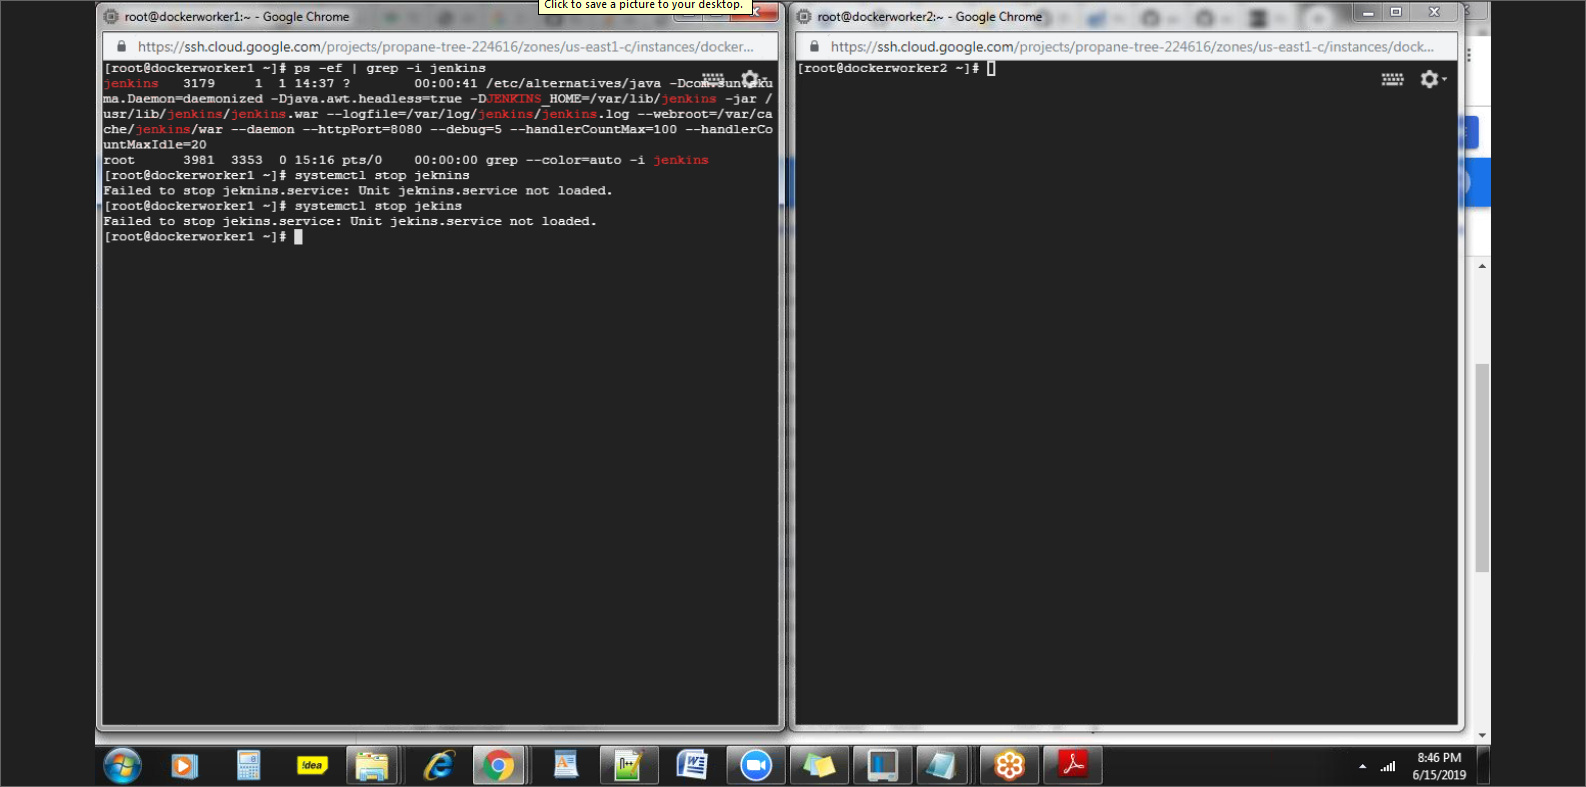 Click to save a picture to your desktop.
root@dockerworker1:~ - Google Chrome
https://ssh.cloud.google.com/projects/propane-tree-224616/zones/us-east1-c/instances/docker...
[root@dockerworker1 ~]# ps -ef | grep -i jenkins
jenkins 3179 1 1 14:37 ? 00:00:41 /etc/alternatives/java
ma.Daemon=daemonized -Djava.awt.headless=true -DJENKINS_HOME=/var/lib/jenkins -jar /
usr/lib/jenkins/jenkins.war --logfile=/var/log/jenkins/jenkins.log --webroot=/var/ca
che/jenkins/war --daemon --httpPort=8080 --debug=5 --handlerCountMax=100 --handlerCo
untMaxIdle=20
root 3981 3353 0 15:16 pts/0 00:00:00 grep --color=auto -i jenkins
[root@dockerworker1 ~]# systemctl stop jeknins
Failed to stop jeknins.service: Unit jeknins.service not loaded.
[root@dockerworker1 ~]# systemctl stop jekins
Failed to stop jekins.service: Unit jekins.service not loaded.
[root@dockerworker1 ~]#
root@dockerworker2:~ - Google Chrome
https://ssh.cloud.google.com/projects/propane-tree-224616/zones/us-east1-c/instances/dock...
[root@dockerworker2 ~]#
!dea
8:46 PM
6/15/2019